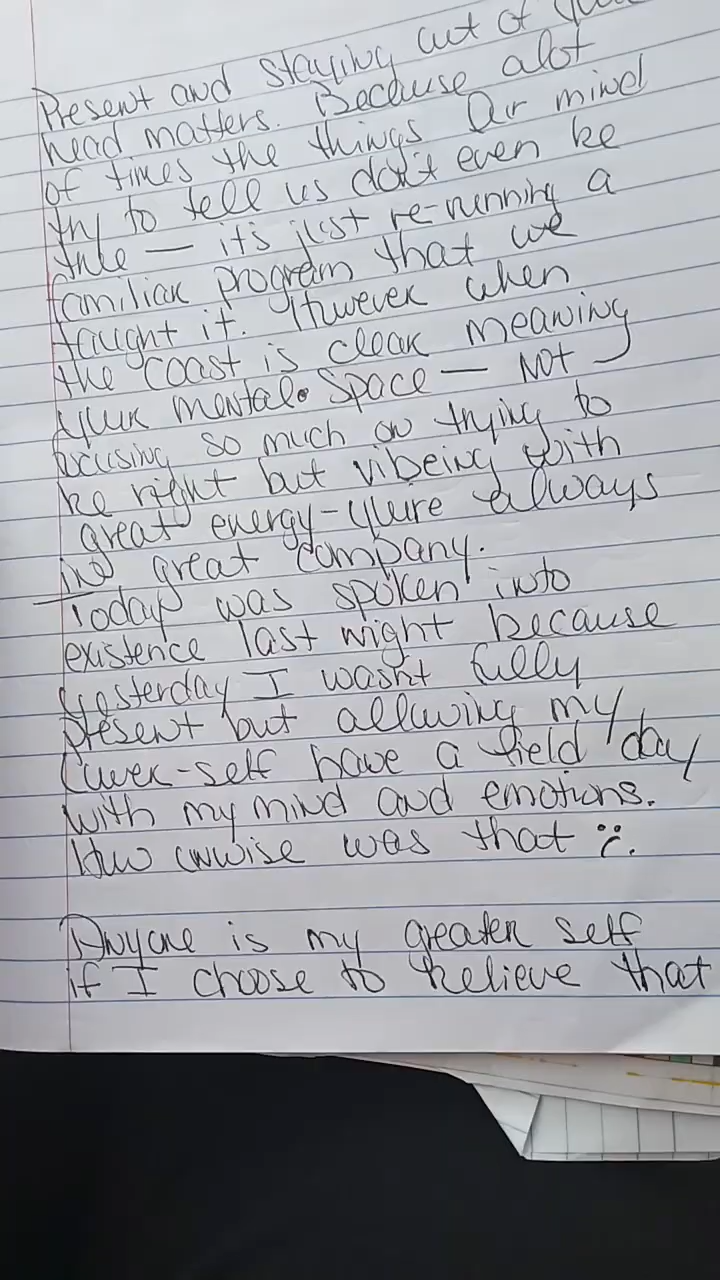 Present and staying out of your
head matters. Because alot
of times the things Our mind
try to tell us don't even be
true — it's just re-running a
familiar program that we
taught it. However when
the coast is clear meaning
your mental space — Not
focusing so much on trying to
be right but vibeing with
great energy-you're always
in great company.
Today was spoken into
existence last night because
yesterday I wasn't fully
present but allowing my
lower-self have a field day
with my mind and emotions.
How unwise was that :(.
Anyone is my greater self
if I choose to believe that